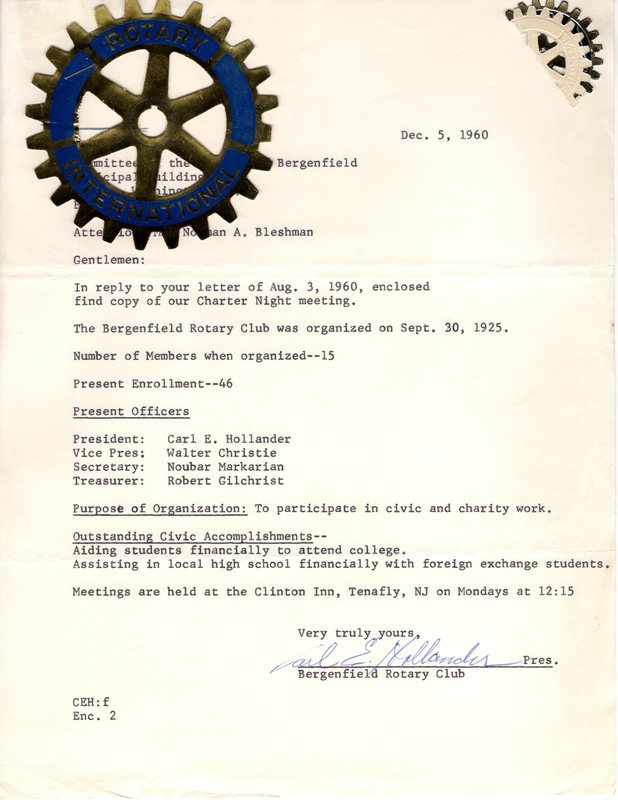 ROTARY
INTERNATIONAL
Dec. 5, 1960
the Bergenfield
Norman A. Bleshman
Gentlemen:
In reply to your letter of Aug. 3, 1960, enclosed
find copy of our Charter Night meeting.
The Bergenfield Rotary Club was organized on Sept. 30, 1925.
Number of Members when organized--15
Present Enrollment--46
Present Officers
President: Carl E. Hollander
Vice Pres: Walter Christie
Secretary: Noubar Markarian
Treasurer: Robert Gilchrist
Purpose of Organization: To participate in civic and charity work.
Outstanding Civic Accomplishments--
Aiding students financially to attend college.
Assisting in local high school financially with foreign exchange students.
Meetings are held at the Clinton Inn, Tenafly, NJ on Mondays at 12:15
Very truly yours,
Carl E. Hollander Pres.
Bergenfield Rotary Club
CEH:f
Enc. 2